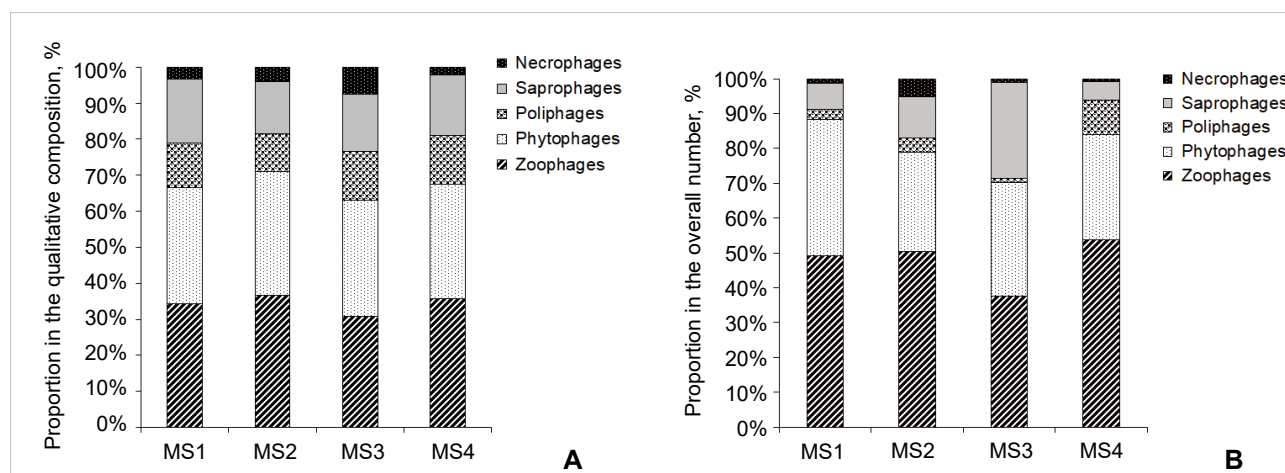 Proportion in the qualitative composition, %
100%
90%
80%
70%
60%
50%
40%
30%
20%
10%
0%
MS1 MS2 MS3 MS4
Necrophages
Saprophages
Poliphages
Phytophages
Zoophages
A
Proportion in the overall number, %
100%
90%
80%
70%
60%
50%
40%
30%
20%
10%
0%
MS1 MS2 MS3 MS4
Necrophages
Saprophages
Poliphages
Phytophages
Zoophages
B